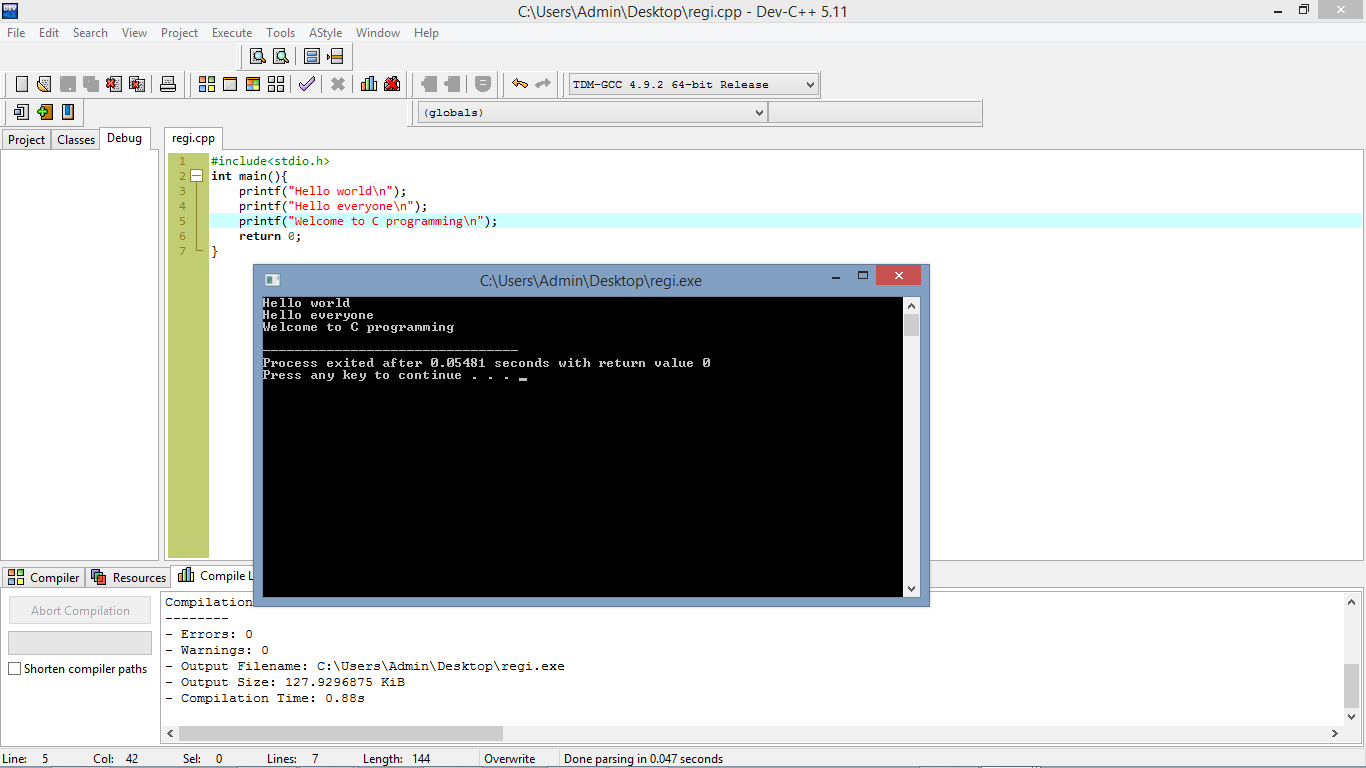 C:\Users\Admin\Desktop\regi.cpp - Dev-C++ 5.11
File Edit Search View Project Execute Tools AStyle Window Help
TDM-GCC 4.9.2 64-bit Release
(globals)
Project Classes Debug regi.cpp
1 #include<stdio.h>
2 int main(){
3 printf("Hello world\n");
4 printf("Hello everyone\n");
5 printf("Welcome to C programming\n");
6 return 0;
7 }
C:\Users\Admin\Desktop\regi.exe
Hello world
Hello everyone
Welcome to C programming
--------------------------------
Process exited after 0.05481 seconds with return value 0
Press any key to continue . . .
Compiler Resources Compile L
Abort Compilation
Shorten compiler paths
Compilation
--------
- Errors: 0
- Warnings: 0
- Output Filename: C:\Users\Admin\Desktop\regi.exe
- Output Size: 127.9296875 KiB
- Compilation Time: 0.88s
Line: 5 Col: 42 Sel: 0 Lines: 7 Length: 144 Overwrite Done parsing in 0.047 seconds